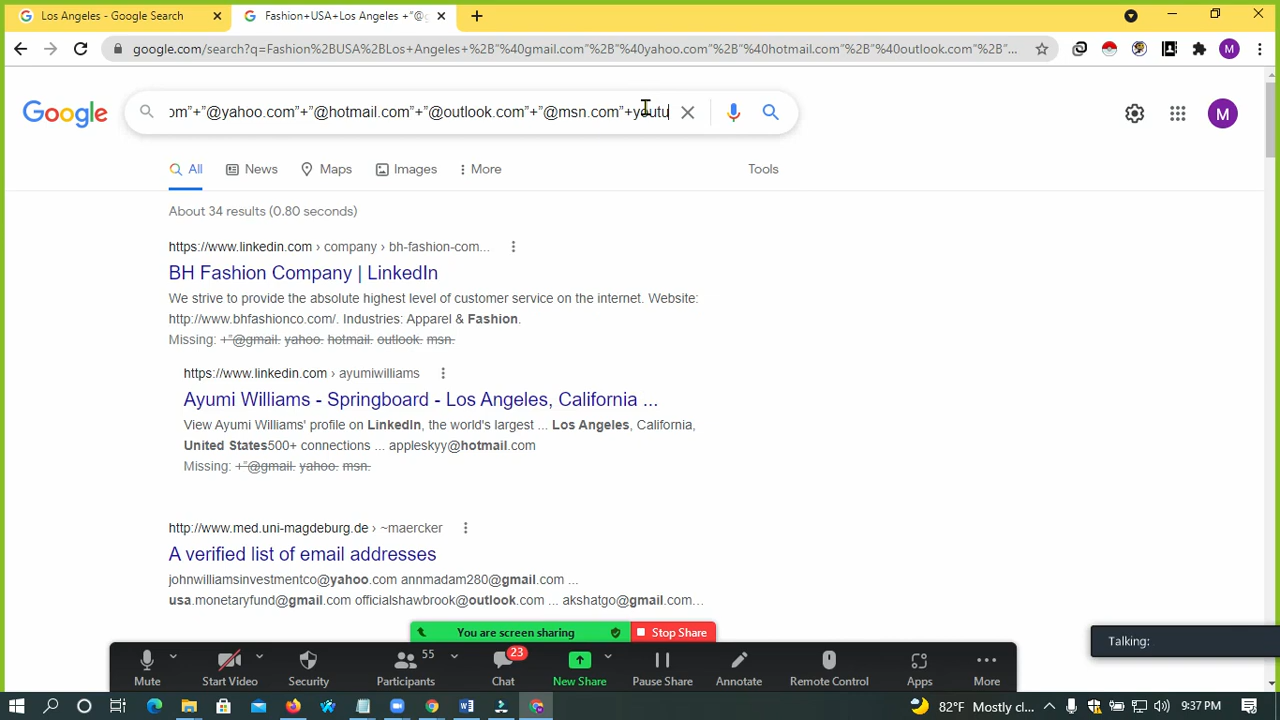 Los Angeles - Google Search
Fashion+USA+Los Angeles +"@g
google.com/search?q=Fashion%2BUSA%2BLos+Angeles+%2B"%40gmail.com"%2B"%40yahoo.com"%2B"%40hotmail.com"%2B"%40outlook.com"%2B"%...
M
Google
om"+"@yahoo.com"+"@hotmail.com"+"@outlook.com"+"@msn.com"+youtu
M
All
News
Maps
Images
More
Tools
About 34 results (0.80 seconds)
https://www.linkedin.com › company › bh-fashion-com...
BH Fashion Company | LinkedIn
We strive to provide the absolute highest level of customer service on the internet. Website:
http://www.bhfashionco.com/. Industries: Apparel & Fashion.
Missing: +"@gmail. yahoo. hotmail. outlook. msn.
https://www.linkedin.com › ayumiwilliams
Ayumi Williams - Springboard - Los Angeles, California ...
View Ayumi Williams' profile on LinkedIn, the world's largest ... Los Angeles, California,
United States500+ connections ... appleskyy@hotmail.com
Missing: +"@gmail. yahoo. msn.
http://www.med.uni-magdeburg.de › ~maercker
A verified list of email addresses
johnwilliamsinvestmentco@yahoo.com annmadam280@gmail.com ...
usa.monetaryfund@gmail.com officialshawbrook@outlook.com ... akshatgo@gmail.com...
You are screen sharing
Stop Share
Talking:
55
23
Mute
Start Video
Security
Participants
Chat
New Share
Pause Share
Annotate
Remote Control
Apps
More
82°F Mostly cl...
9:37 PM